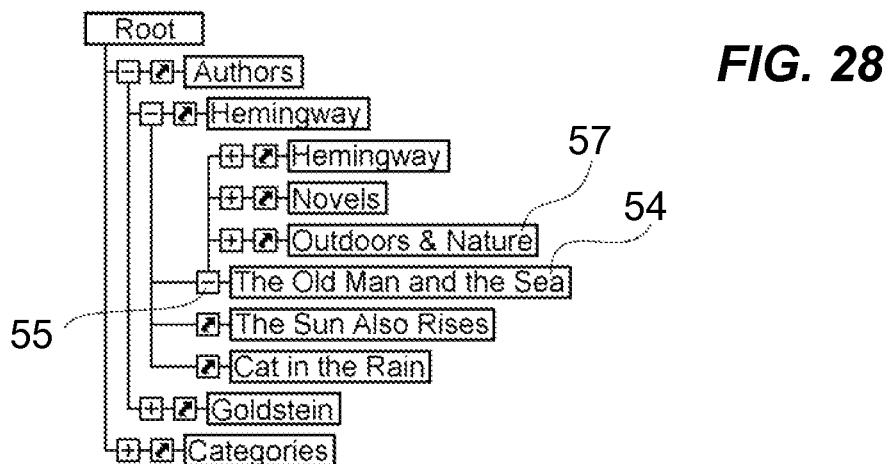 Root
FIG. 28
Authors
Hemingway
Hemingway
57
Novels
54
Outdoors & Nature
The Old Man and the Sea
55
The Sun Also Rises
Cat in the Rain
Goldstein
Categories